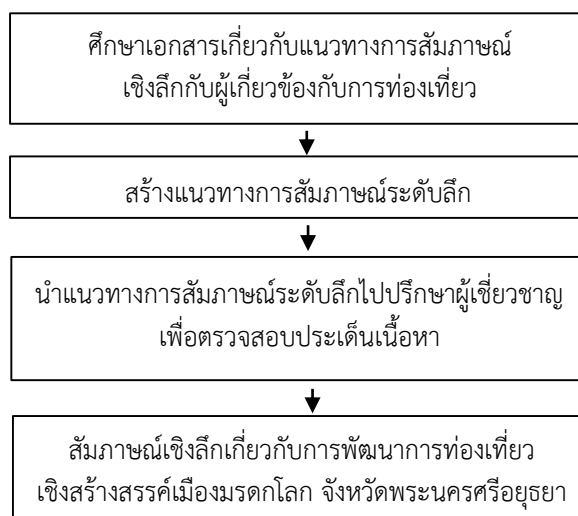 ศึกษาเอกสารเกี่ยวกับแนวทางการสัมภาษณ์
เชิงลึกกับผู้เกี่ยวข้องกับการท่องเที่ยว
สร้างแนวทางการสัมภาษณ์ระดับลึก
นำแนวทางการสัมภาษณ์ระดับลึกไปปรึกษาผู้เชี่ยวชาญ
เพื่อตรวจสอบประเด็นเนื้อหา
สัมภาษณ์เชิงลึกเกี่ยวกับการพัฒนาการท่องเที่ยว
เชิงสร้างสรรค์เมืองมรดกโลก จังหวัดพระนครศรีอยุธยา